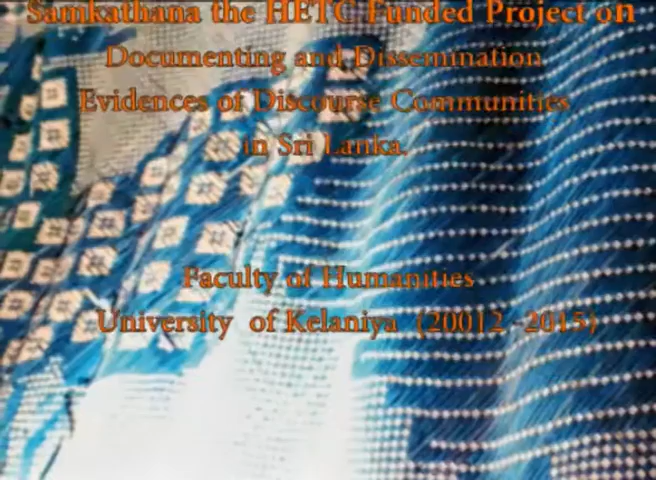 Samkathana the HETC Funded Project on
Documenting and Dissemination
Evidences of Discourse Communities
in Sri Lanka.
Faculty of Humanities
University of Kelaniya (20012-2015)